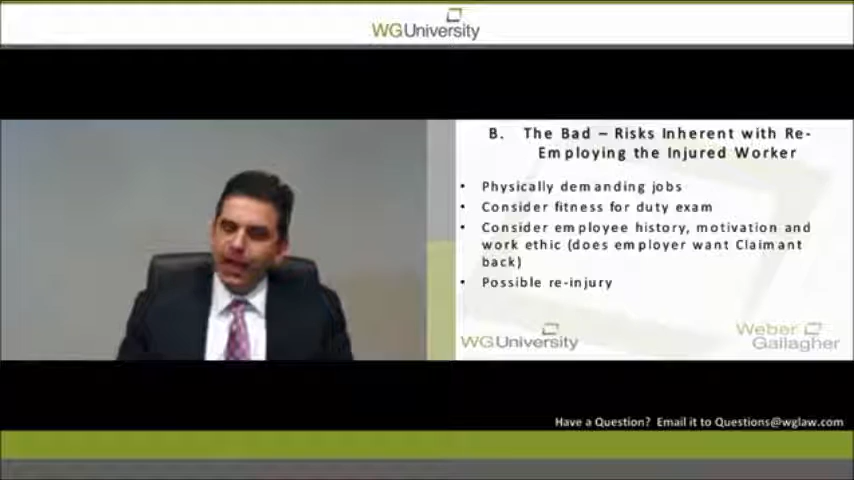 WGUniversity
B. The Bad – Risks Inherent with Re-
Employing the Injured Worker
• Physically demanding jobs
• Consider fitness for duty exam
• Consider employee history, motivation and
work ethic (does employer want Claimant
back)
• Possible re-injury
WGUniversity
Weber
Gallagher
Have a Question? Email it to Questions@wglaw.com